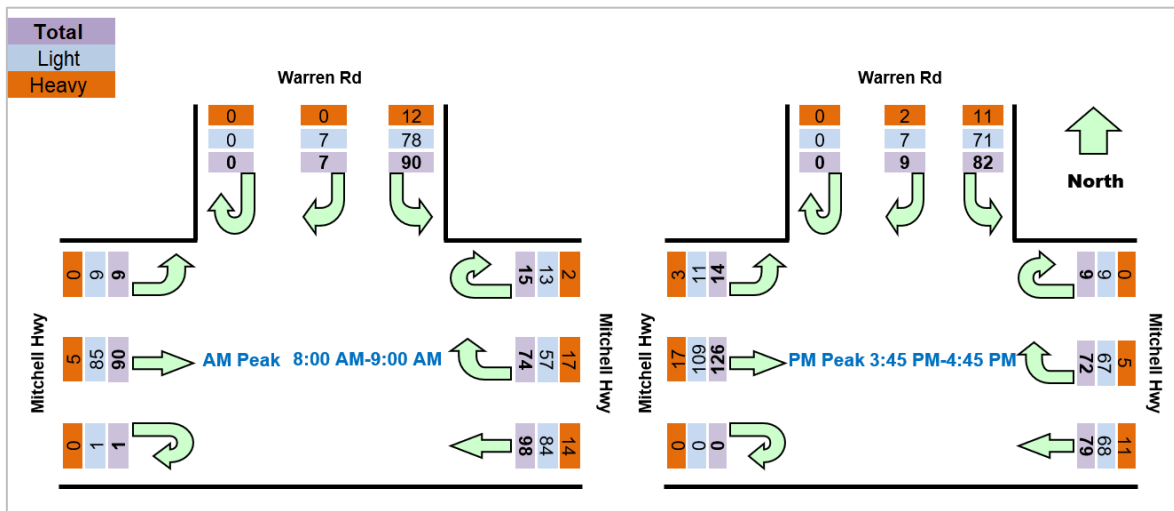 Total
Light
Heavy
Warren Rd
0 0 12
0 7 78
0 7 90
Mitchell Hwy
0 9 9
5 85 90
0 1 1
AM Peak 8:00 AM-9:00 AM
15 13 2
74 57 17
98 84 14
Mitchell Hwy
Warren Rd
0 2 11
0 7 71
0 9 82
North
Mitchell Hwy
3 11 14
17 109 126
0 0 0
PM Peak 3:45 PM-4:45 PM
9 9 0
72 67 5
79 68 11
Mitchell Hwy